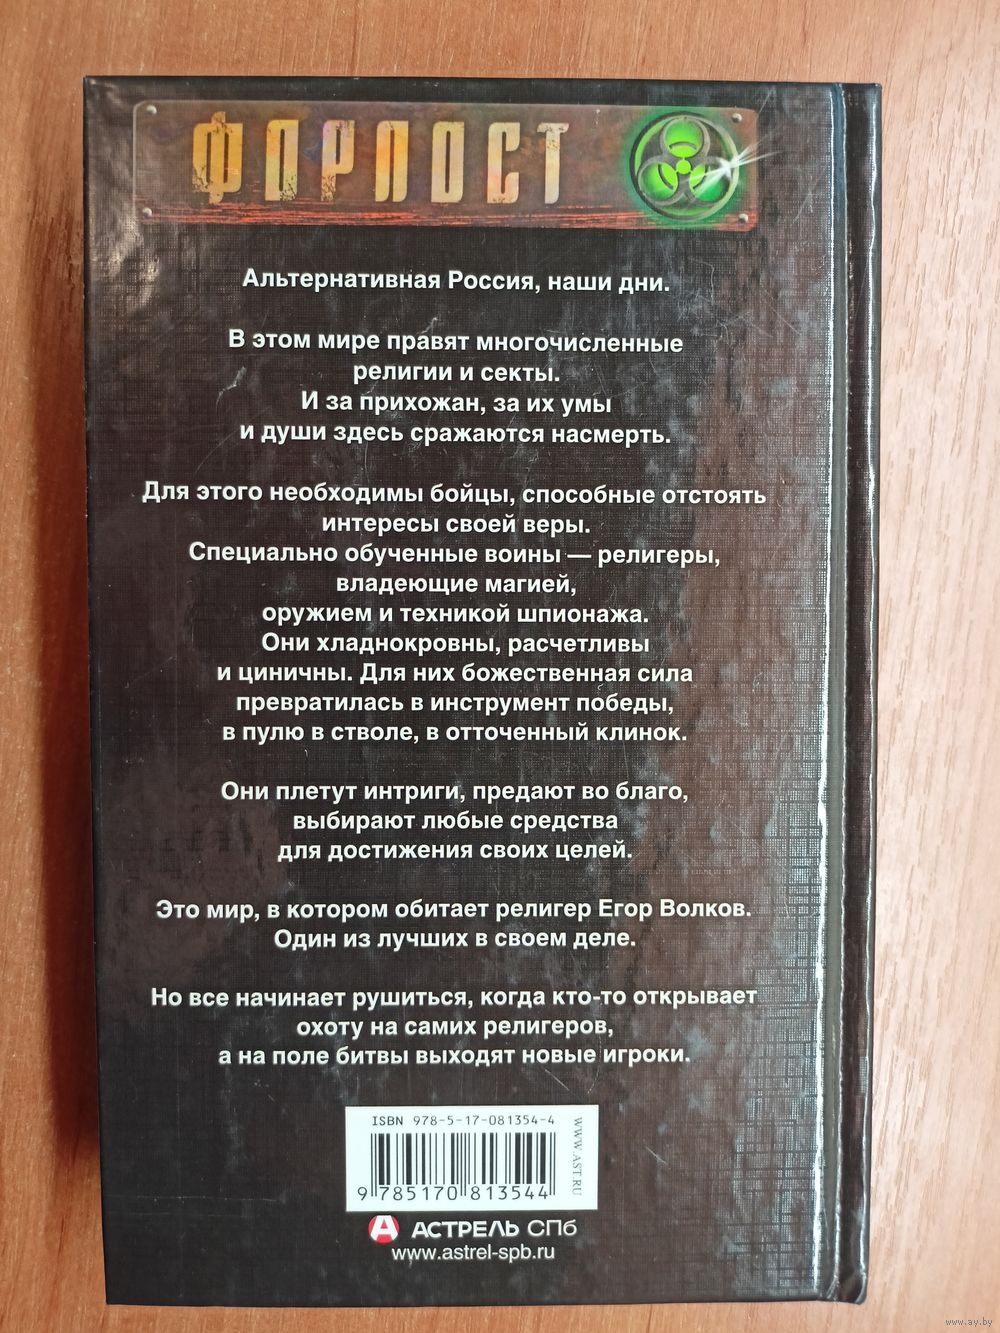 ФОРПОСТ
Альтернативная Россия, наши дни.
В этом мире правят многочисленные
религии и секты.
И за прихожан, за их умы
и души здесь сражаются насмерть.
Для этого необходимы бойцы, способные отстоять
интересы своей веры.
Специально обученные воины — религеры,
владеющие магией,
оружием и техникой шпионажа.
Они хладнокровны, расчетливы
и циничны. Для них божественная сила
превратилась в инструмент победы,
в пулю в стволе, в отточенный клинок.
Они плетут интриги, предают во благо,
выбирают любые средства
для достижения своих целей.
Это мир, в котором обитает религер Егор Волков.
Один из лучших в своем деле.
Но все начинает рушиться, когда кто-то открывает
охоту на самих религеров,
а на поле битвы выходят новые игроки.
ISBN 978-5-17-081354-4
WWW.AST.RU
9 785170 813544
АСТРЕЛЬ СПб
www.astrel-spb.ru
www.ay.by